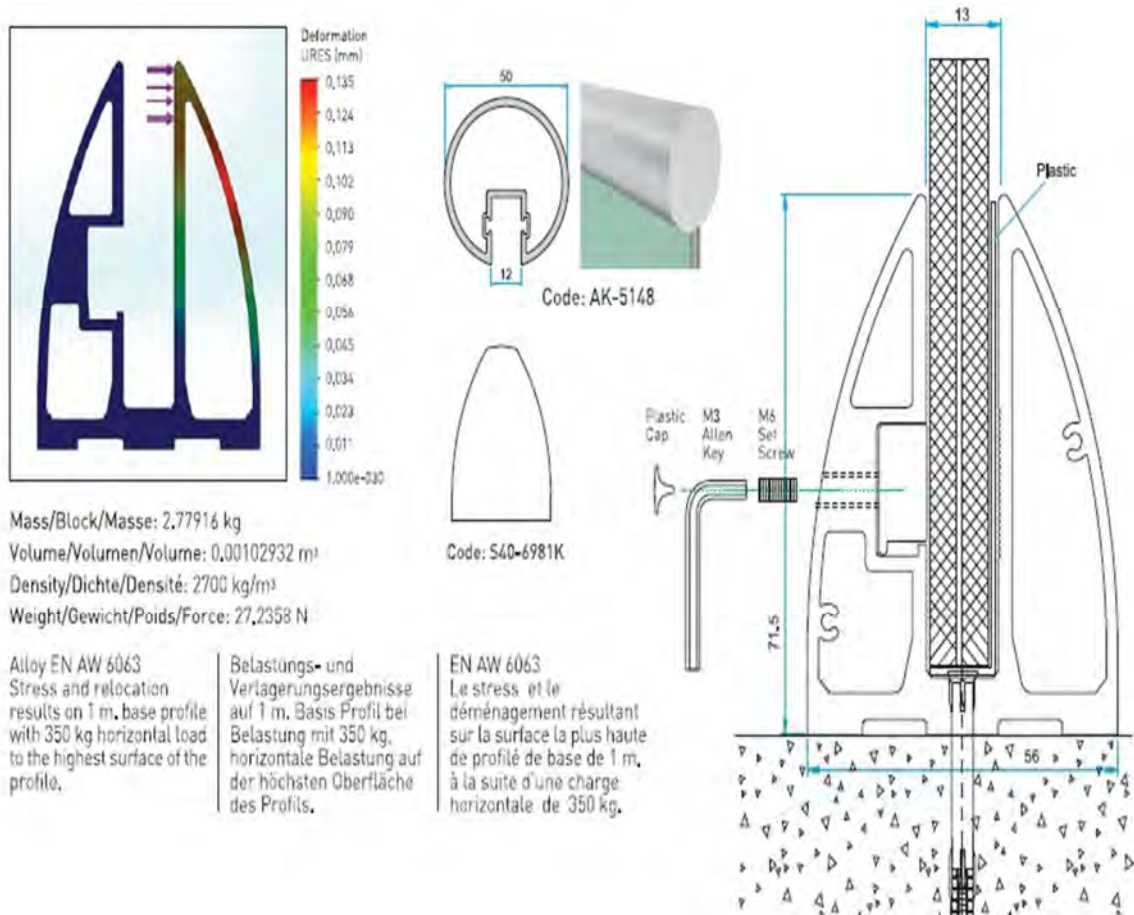 Deformation
URES (mm)
0,135
0,124
0,113
0,102
0,090
0,079
0,068
0,056
0,045
0,034
0,023
0,011
1.000e-030
50
12
Code: AK-5148
Code: S40-6981K
13
Plastic
Plastic
Cap
M3
Allen
Key
M6
Set
Screw
71.5
56
Mass/Block/Masse: 2,77916 kg
Volume/Volumen/Volume: 0,00102932 m³
Density/Dichte/Densité: 2700 kg/m³
Weight/Gewicht/Poids/Force: 27,2358 N
Alloy EN AW 6063
Stress and relocation
results on 1 m. base profile
with 350 kg horizontal load
to the highest surface of the
profile.
Belastungs- und
Verlagerungsergebnisse
auf 1 m. Basis Profil bei
Belastung mit 350 kg.
horizontale Belastung auf
der höchsten Oberfläche
des Profils.
EN AW 6063
Le stress et le
déménagement résultant
sur la surface la plus haute
de profilé de base de 1 m.
à la suite d'une charge
horizontale de 350 kg.